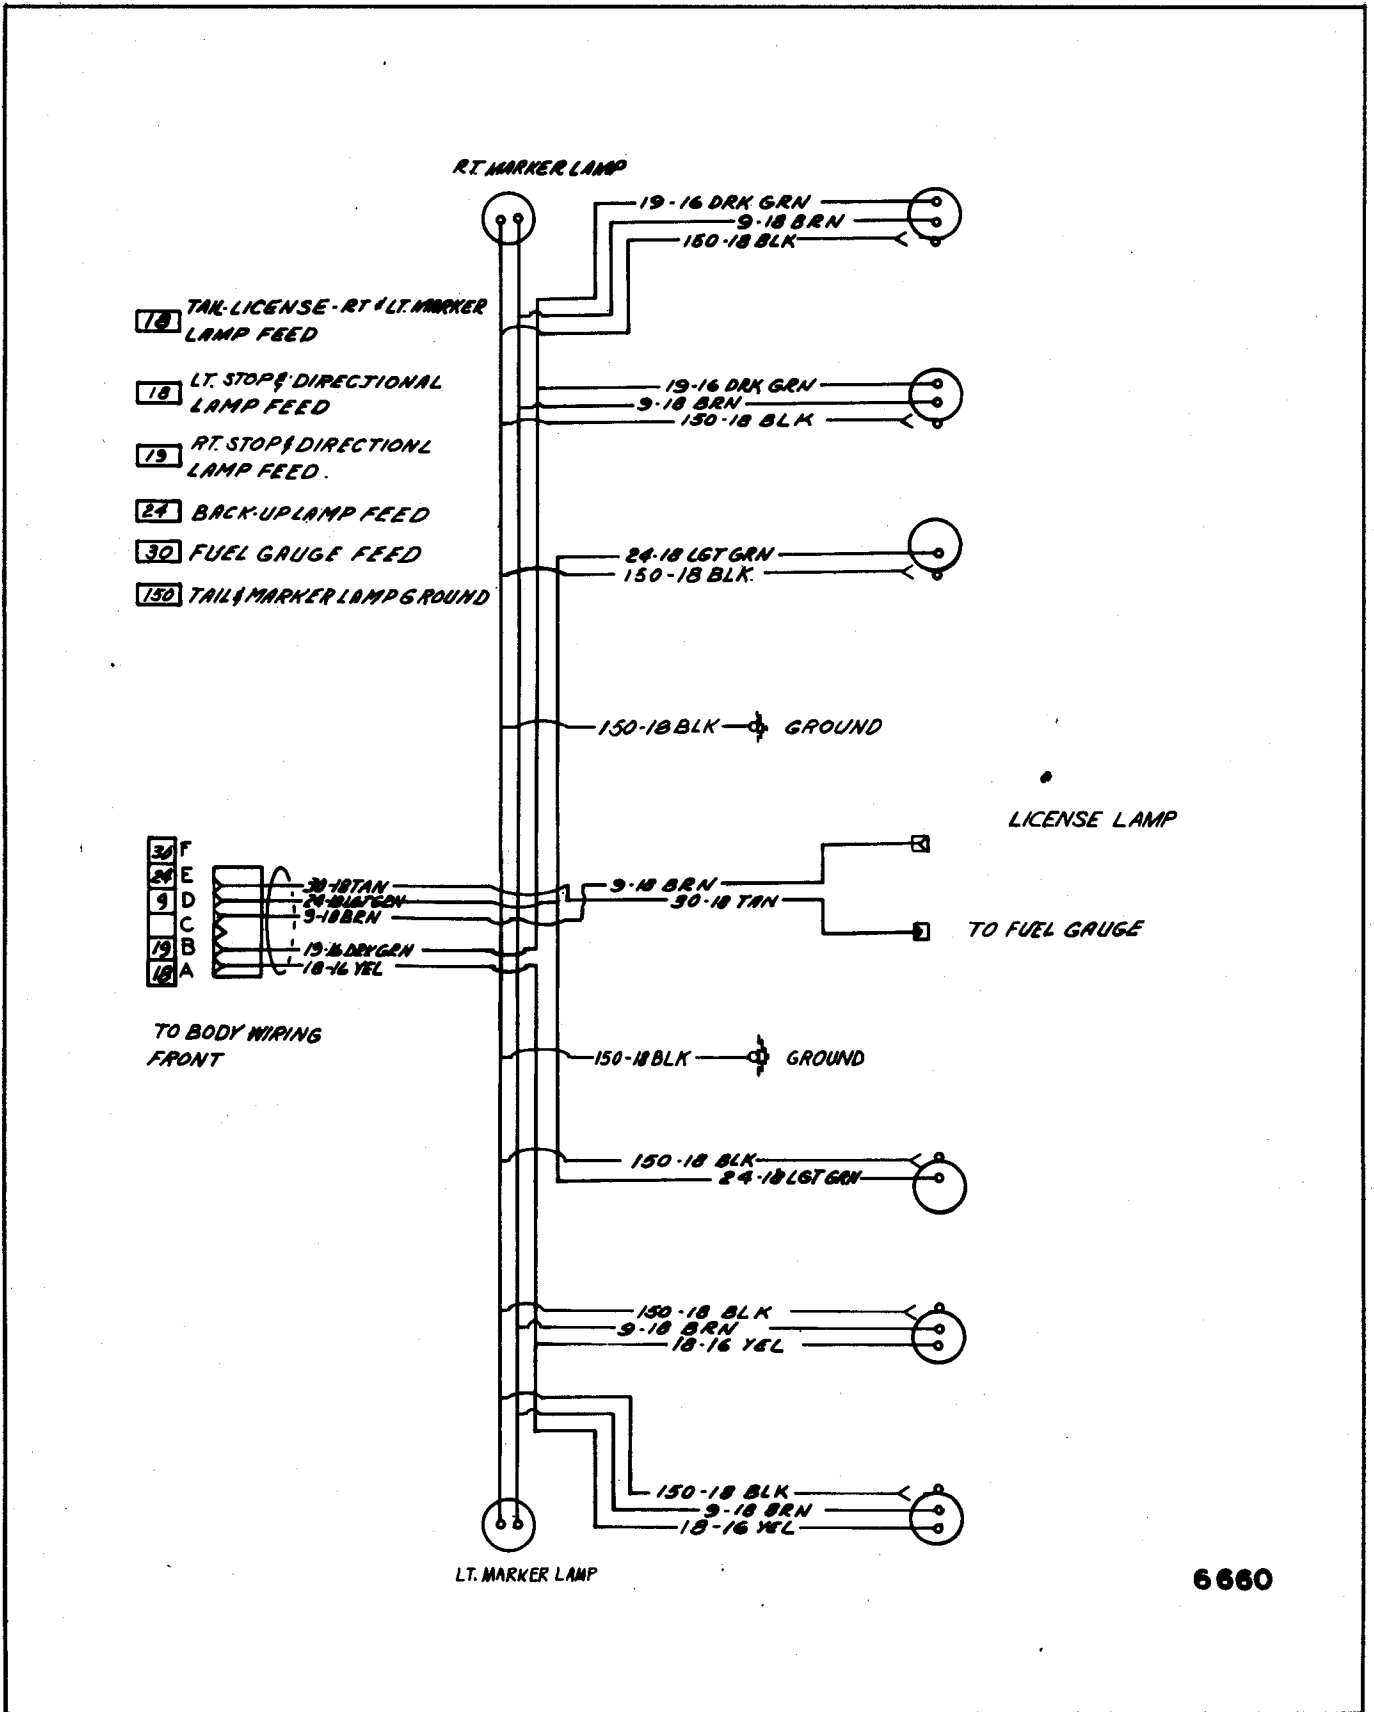 RT. MARKER LAMP
19-16 DRK GRN
9-18 BRN
150-18 BLK
18 TAIL-LICENSE-RT & LT. MARKER
LAMP FEED
18 LT. STOP & DIRECTIONAL
LAMP FEED
19 RT. STOP & DIRECTIONL
LAMP FEED.
24 BACK-UP LAMP FEED
30 FUEL GAUGE FEED
150 TAIL & MARKER LAMP GROUND
19-16 DRK GRN
9-18 BRN
150-18 BLK
24-18 LGT GRN
150-18 BLK.
150-18 BLK GROUND
LICENSE LAMP
30 F
24 E
9 D
C
19 B
18 A
30-18 TAN
24-18 LGT GRN
9-18 BRN
19-16 DRK GRN
18-16 YEL
9-18 BRN
30-18 TAN
TO FUEL GAUGE
TO BODY WIRING
FRONT
150-18 BLK GROUND
150-18 BLK
24-18 LGT GRN
150-18 BLK
9-18 BRN
18-16 YEL
150-18 BLK
9-18 BRN
18-16 YEL
LT. MARKER LAMP
6660